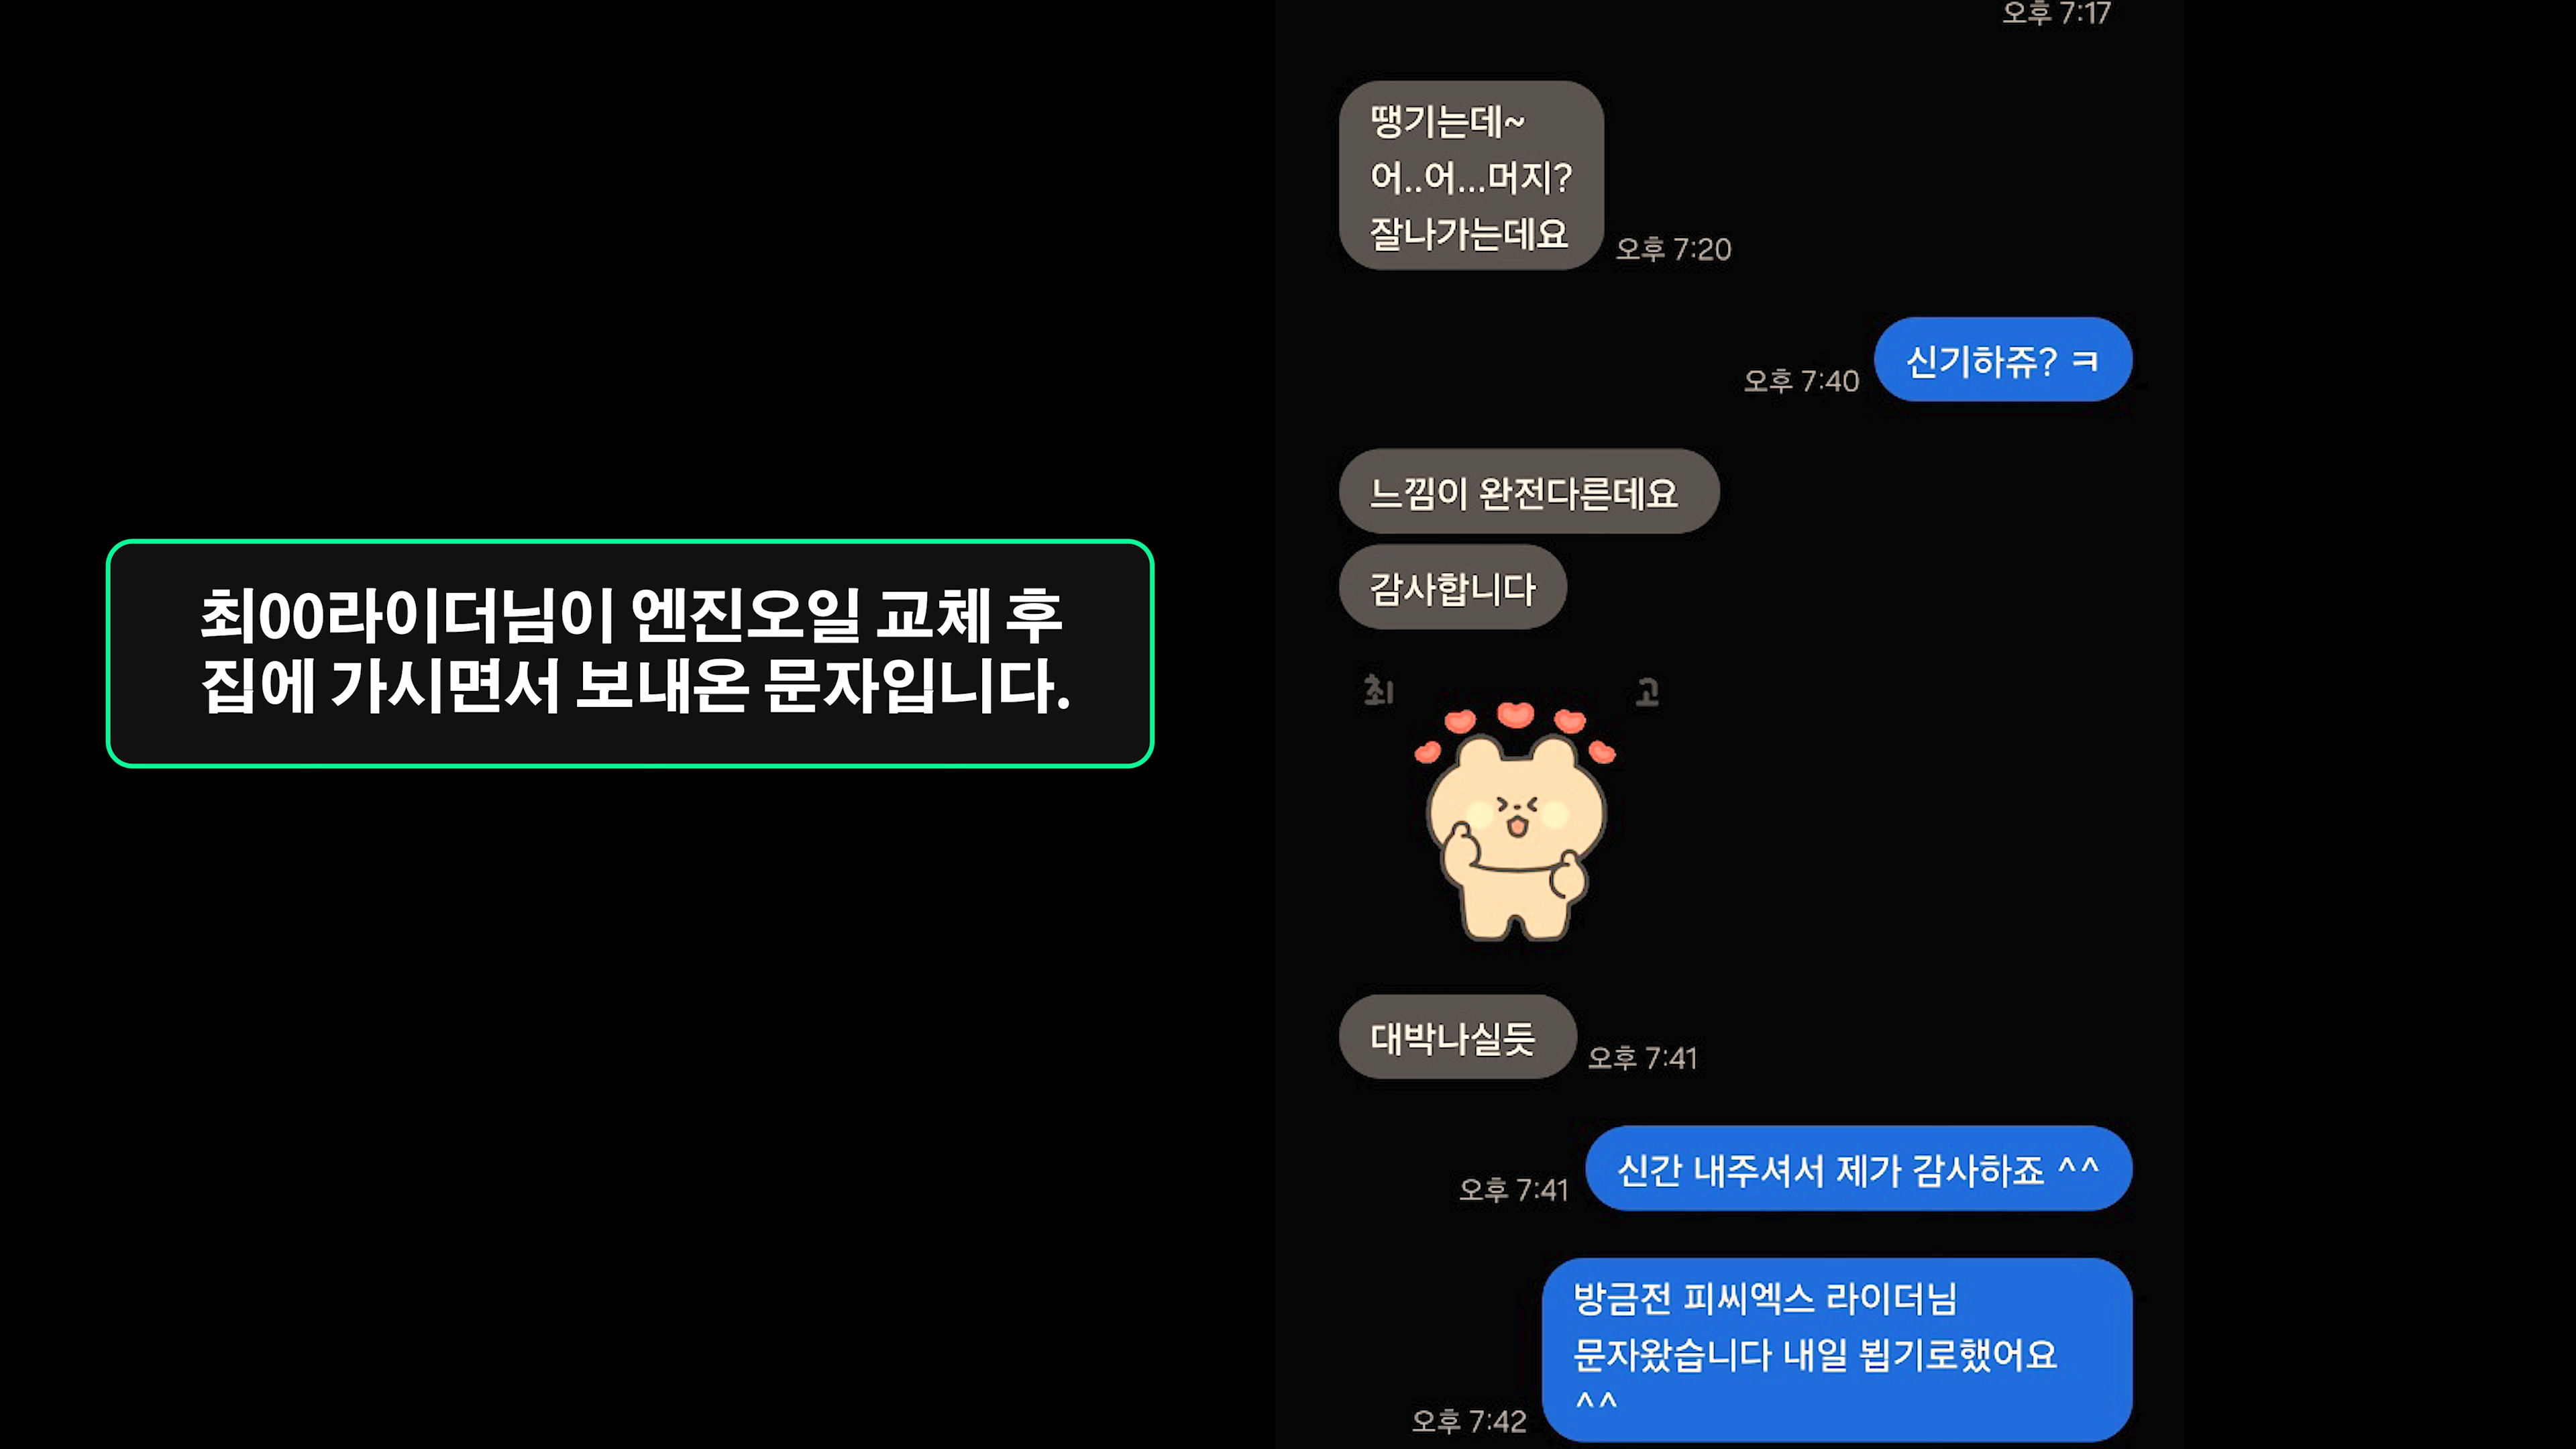 최00라이더님이 엔진오일 교체 후
집에 가시면서 보내온 문자입니다.
오후 7:17
땡기는데~
어..어...머지?
잘나가는데요
오후 7:20
신기하쥬? ㅋ
오후 7:40
느낌이 완전다른데요
감사합니다
최 고
대박나실듯
오후 7:41
신간 내주셔서 제가 감사하죠 ^^
오후 7:41
방금전 피씨엑스 라이더님
문자왔습니다 내일 뵙기로했어요
^^
오후 7:42